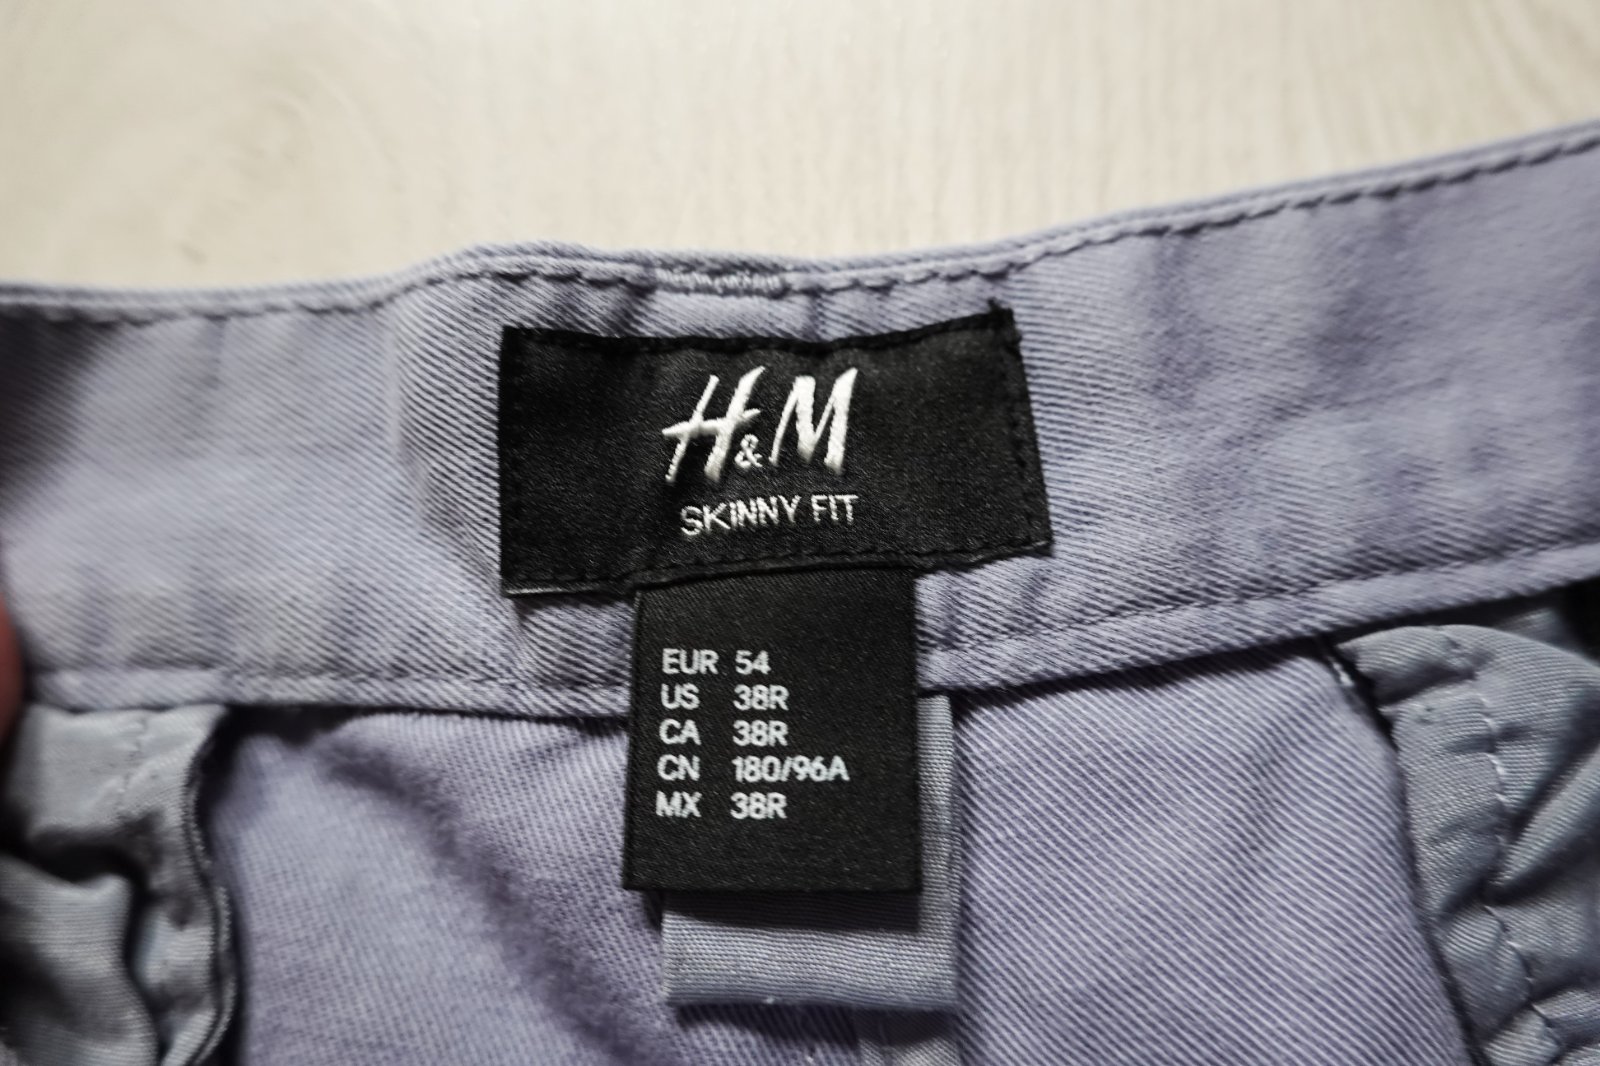 H&M
SKINNY FIT
EUR 54
US 38R
CA 38R
CN 180/96A
MX 38R